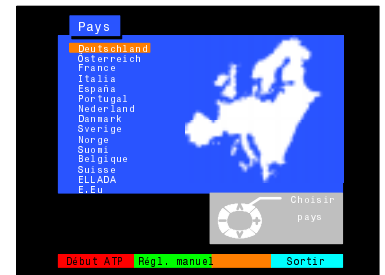 Pays
Deutschland
Österreich
France
Italia
España
Portugal
Nederland
Danmark
Sverige
Norge
Suomi
Belgique
Suisse
ELLADA
E.Eu
Choisir
pays
Début ATP Régl. manuel Sortir